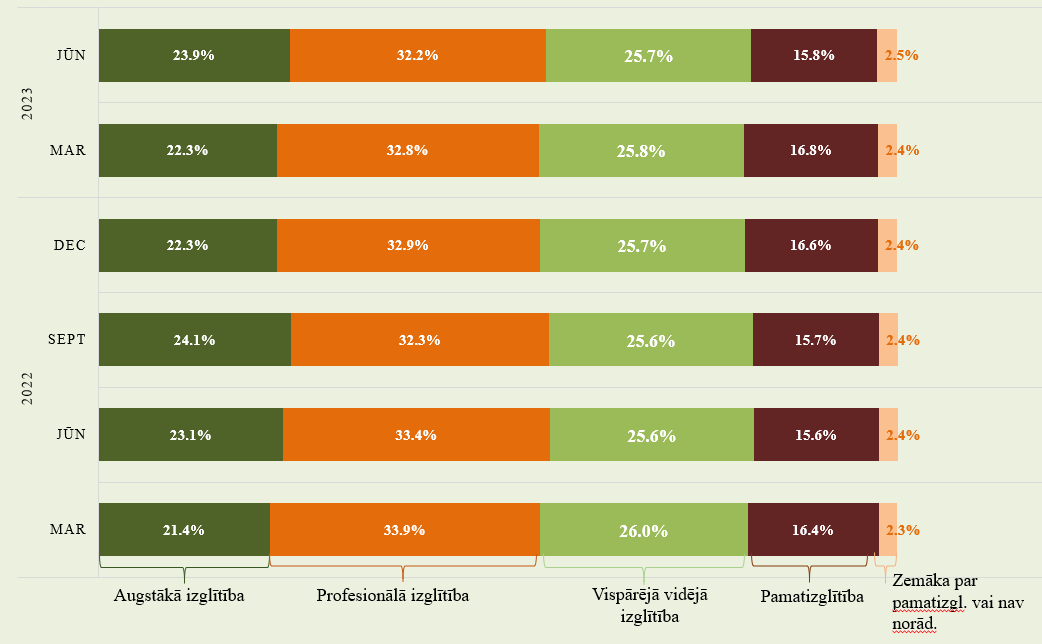 2023
JŪN
23.9% 32.2% 25.7% 15.8% 2.5%
MAR
22.3% 32.8% 25.8% 16.8% 2.4%
DEC
22.3% 32.9% 25.7% 16.6% 2.4%
2022
SEPT
24.1% 32.3% 25.6% 15.7% 2.4%
JŪN
23.1% 33.4% 25.6% 15.6% 2.4%
MAR
21.4% 33.9% 26.0% 16.4% 2.3%
Augstākā izglītība
Profesionālā izglītība
Vispārējā vidējā
izglītība
Pamatizglītība
Zemāka par
pamatizgl. vai nav
norād.